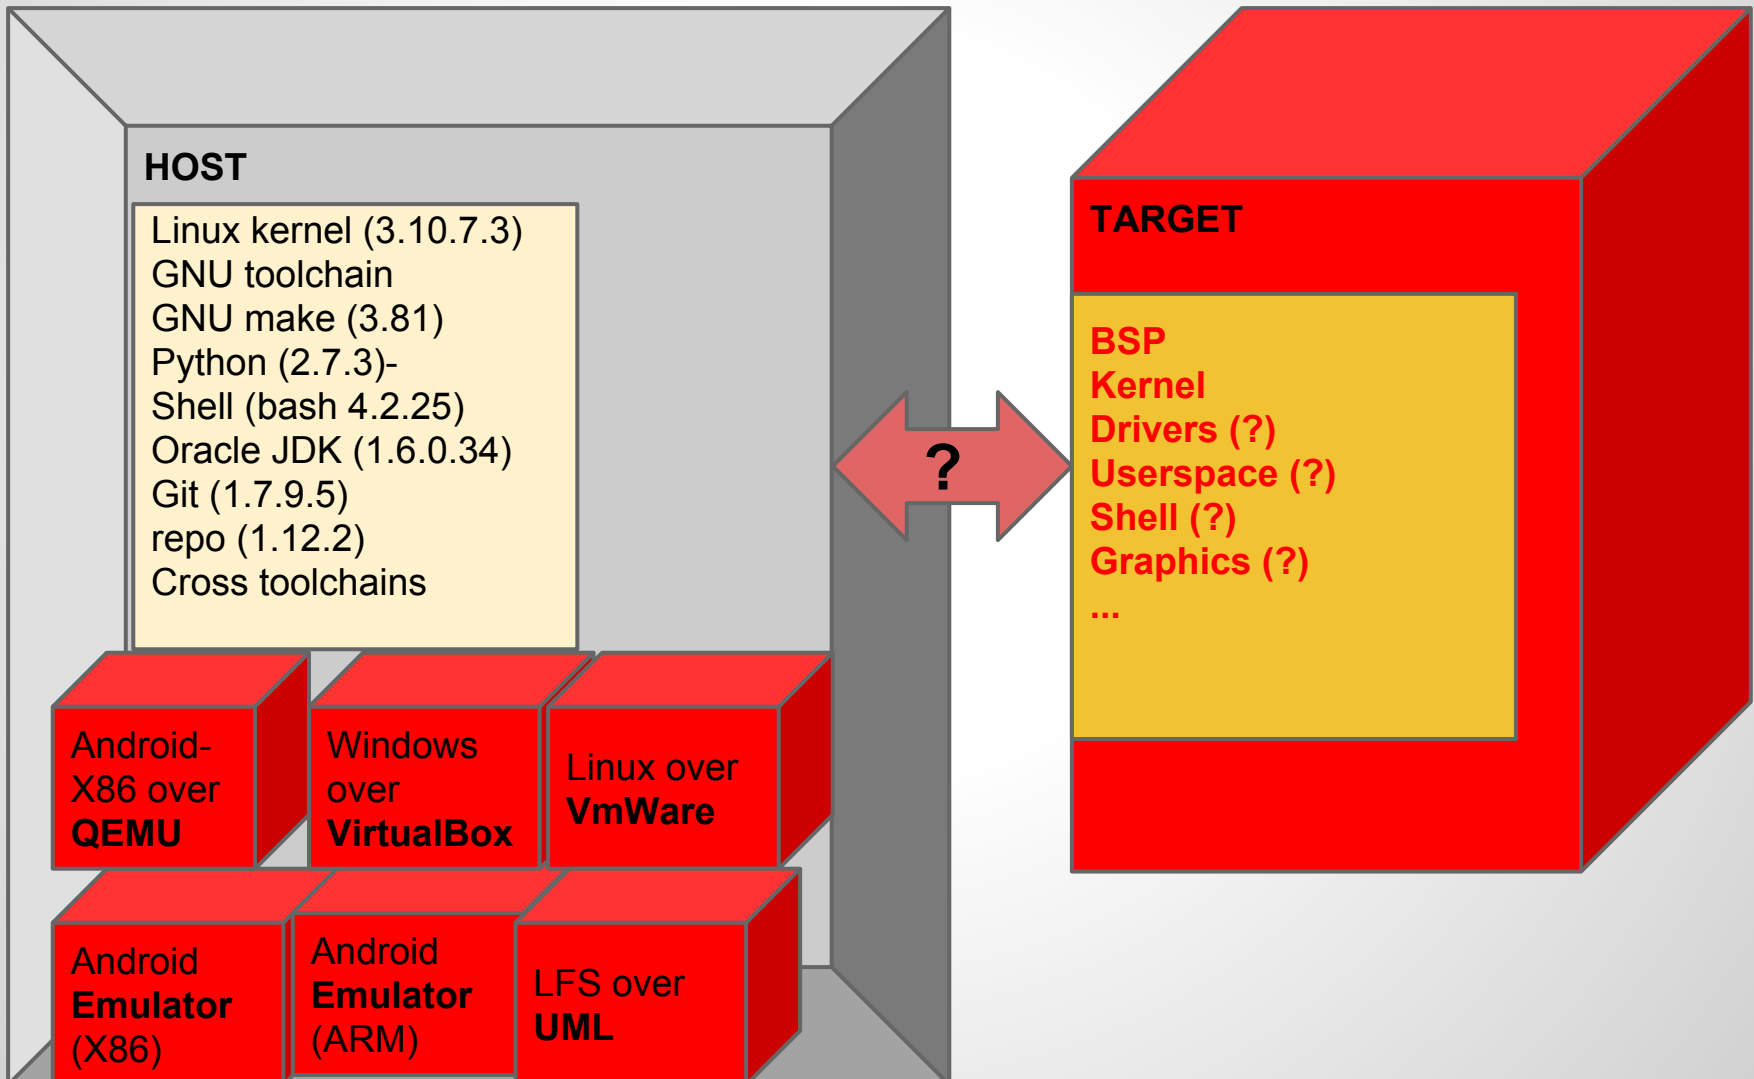 HOST
Linux kernel (3.10.7.3)
GNU toolchain
GNU make (3.81)
Python (2.7.3)-
Shell (bash 4.2.25)
Oracle JDK (1.6.0.34)
Git (1.7.9.5)
repo (1.12.2)
Cross toolchains
?
TARGET
BSP
Kernel
Drivers (?)
Userspace (?)
Shell (?)
Graphics (?)
...
Android-
X86 over
QEMU
Windows
over
VirtualBox
Linux over
VmWare
Android
Emulator
(X86)
Android
Emulator
(ARM)
LFS over
UML